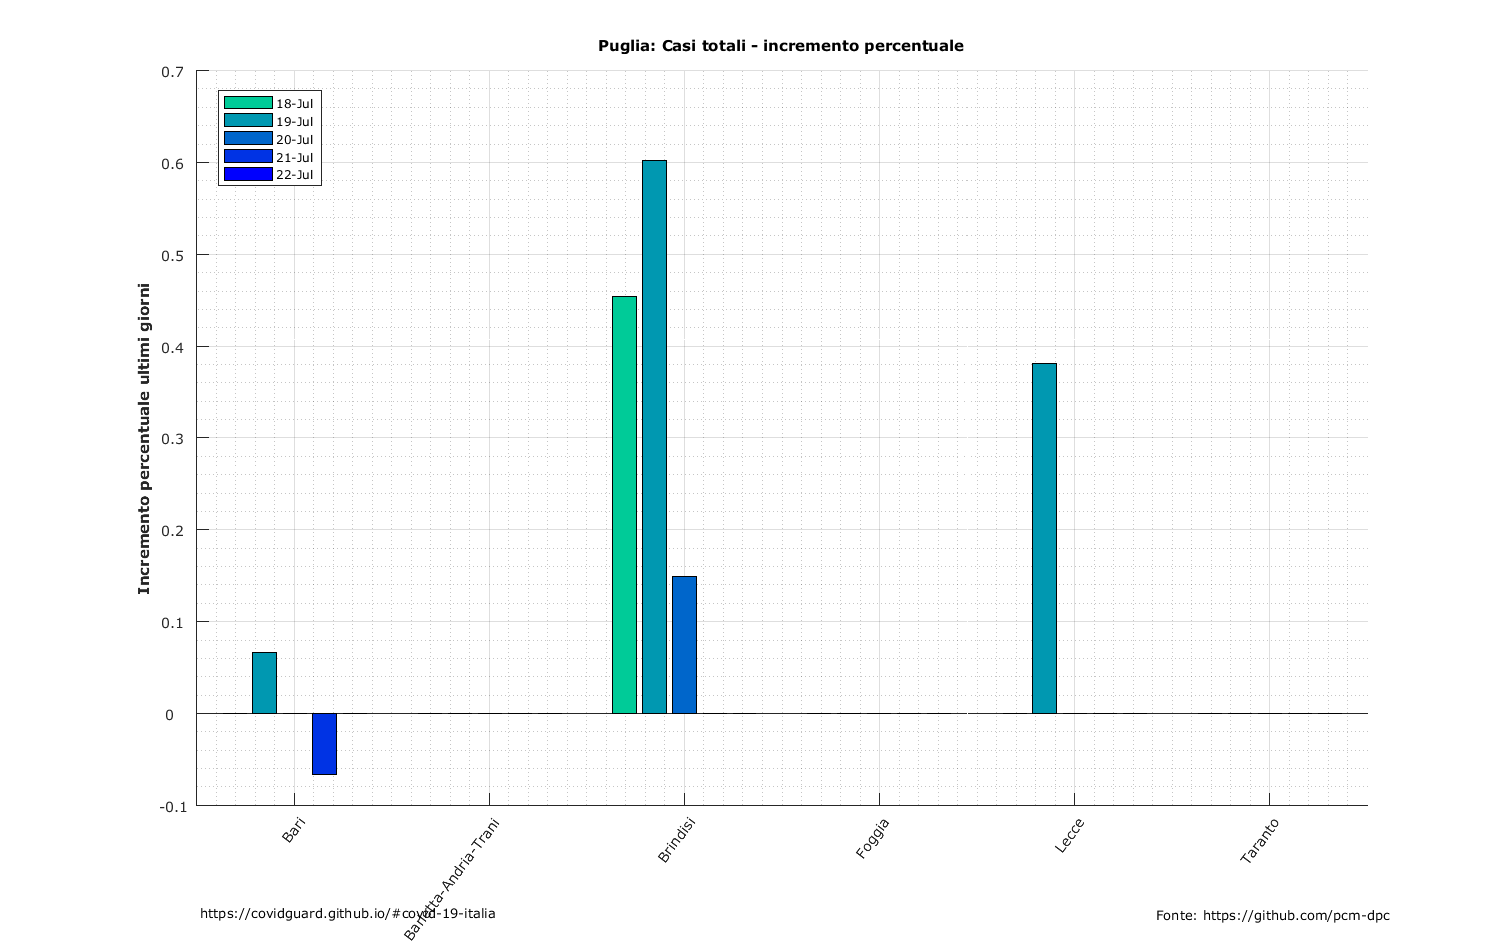 Puglia: Casi totali - incremento percentuale
Incremento percentuale ultimi giorni
0.7
0.6
0.5
0.4
0.3
0.2
0.1
0
-0.1
18-Jul
19-Jul
20-Jul
21-Jul
22-Jul
Bari
Barletta-Andria-Trani
Brindisi
Foggia
Lecce
Taranto
https://covidguard.github.io/#covid-19-italia
Fonte: https://github.com/pcm-dpc